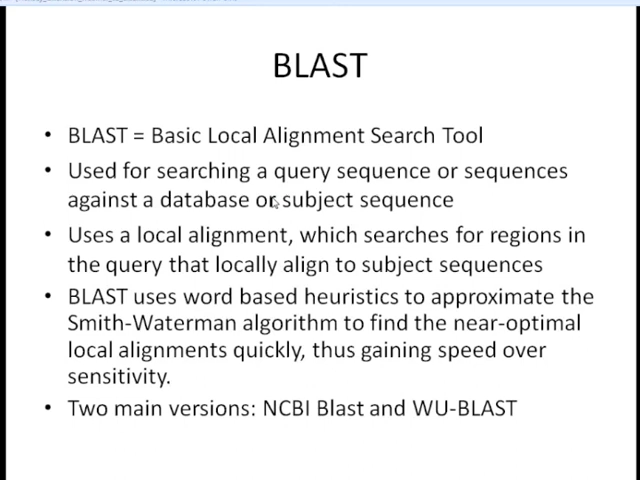 BLAST
• BLAST = Basic Local Alignment Search Tool
• Used for searching a query sequence or sequences
against a database or subject sequence
• Uses a local alignment, which searches for regions in
the query that locally align to subject sequences
• BLAST uses word based heuristics to approximate the
Smith-Waterman algorithm to find the near-optimal
local alignments quickly, thus gaining speed over
sensitivity.
• Two main versions: NCBI Blast and WU-BLAST